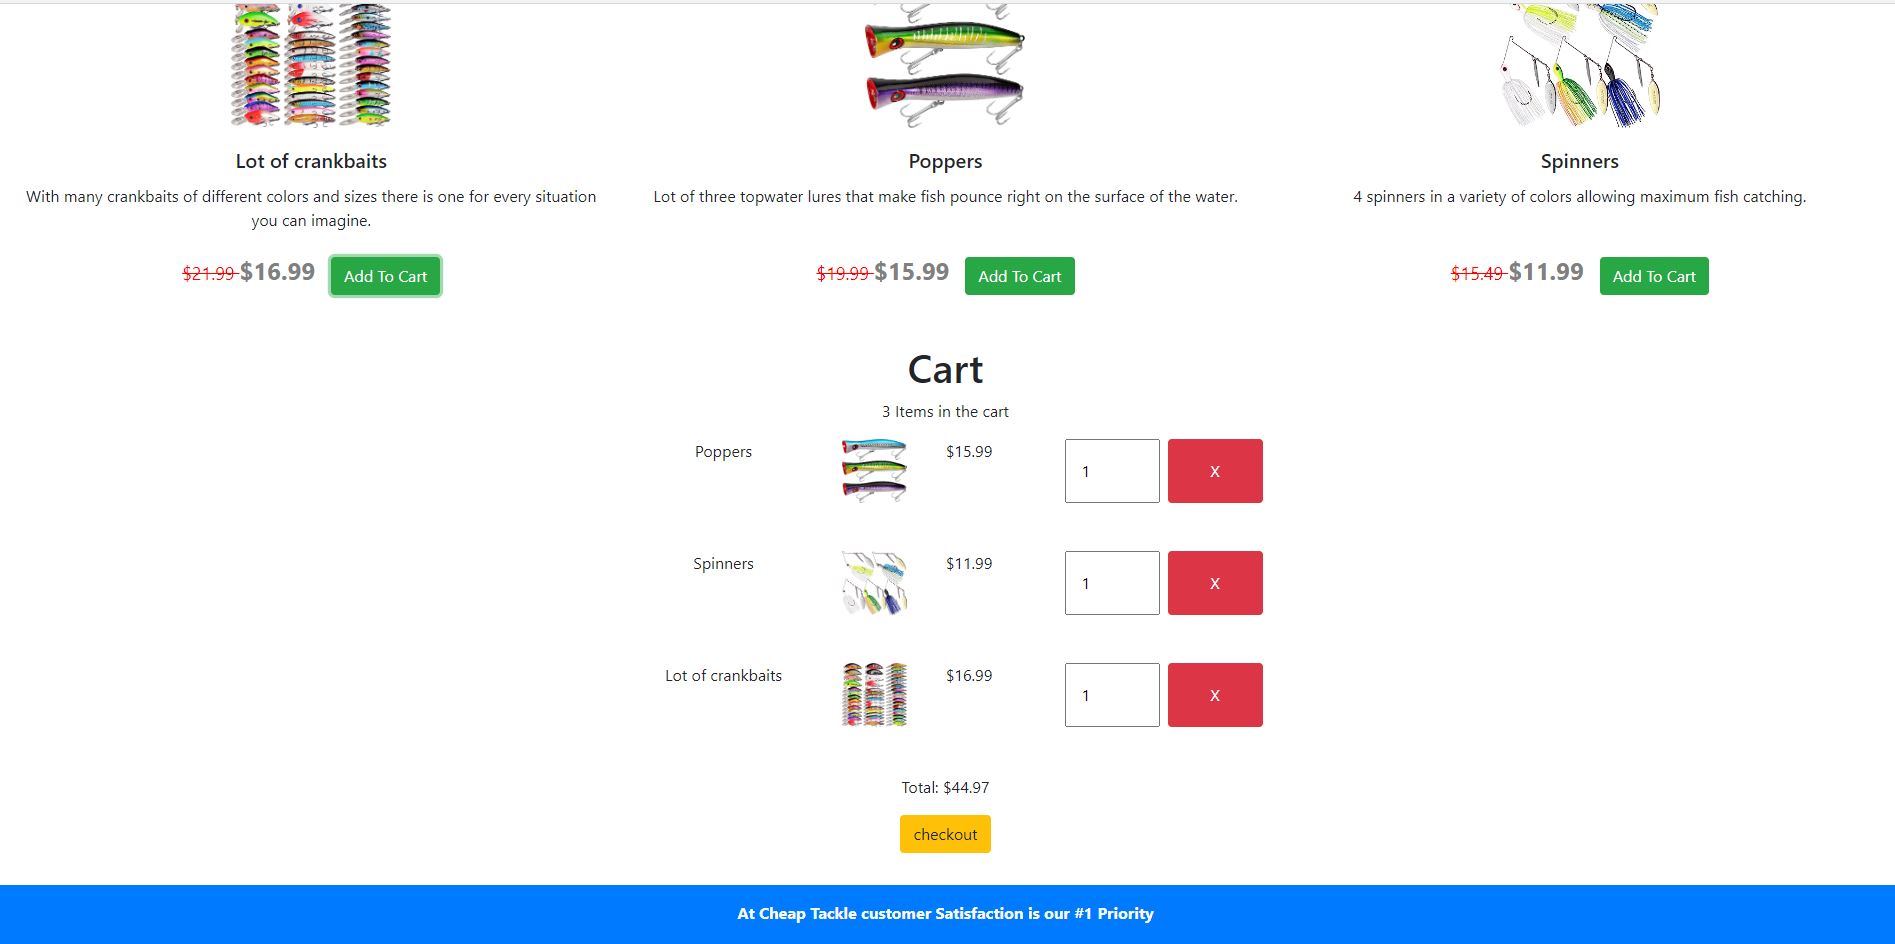 Lot of crankbaits
With many crankbaits of different colors and sizes there is one for every situation
you can imagine.
$21.99 $16.99 Add To Cart
Poppers
Lot of three topwater lures that make fish pounce right on the surface of the water.
$19.99 $15.99 Add To Cart
Spinners
4 spinners in a variety of colors allowing maximum fish catching.
$15.49 $11.99 Add To Cart
Cart
3 Items in the cart
Poppers $15.99 1 X
Spinners $11.99 1 X
Lot of crankbaits $16.99 1 X
Total: $44.97
checkout
At Cheap Tackle customer Satisfaction is our #1 Priority